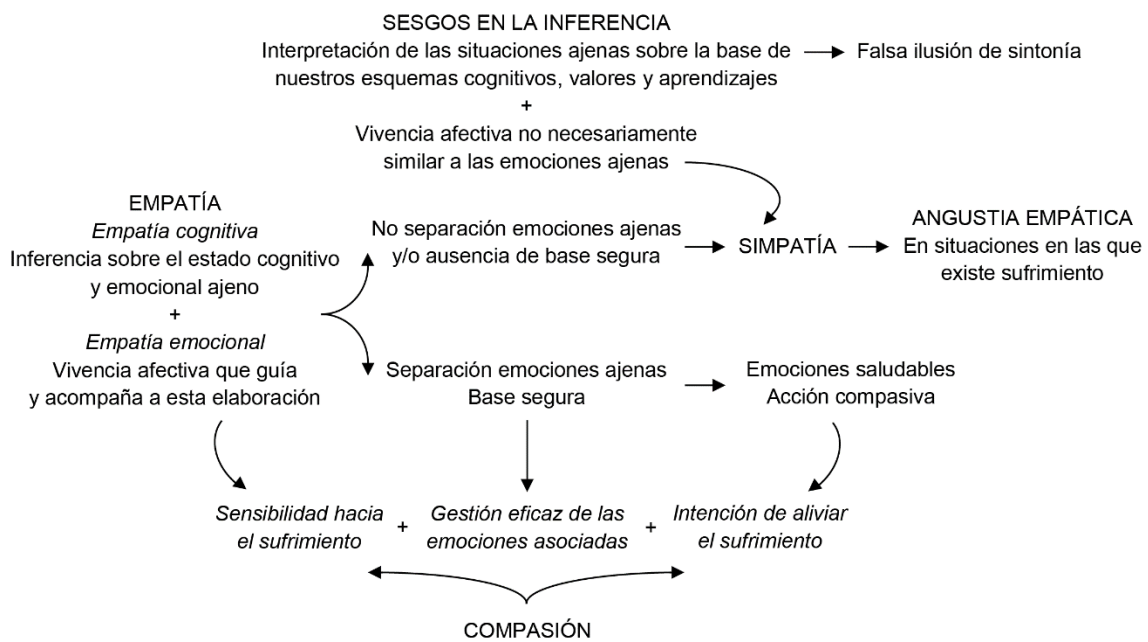 SESGOS EN LA INFERENCIA
Interpretación de las situaciones ajenas sobre la base de
nuestros esquemas cognitivos, valores y aprendizajes
Falsa ilusión de sintonía
+
Vivencia afectiva no necesariamente
similar a las emociones ajenas
EMPATÍA
Empatía cognitiva
Inferencia sobre el estado cognitivo
y emocional ajeno
+
Empatía emocional
Vivencia afectiva que guía
y acompaña a esta elaboración
No separación emociones ajenas
y/o ausencia de base segura
SIMPATÍA
ANGUSTIA EMPÁTICA
En situaciones en las que
existe sufrimiento
Separación emociones ajenas
Base segura
Emociones saludables
Acción compasiva
Sensibilidad hacia
el sufrimiento
+
Gestión eficaz de las
emociones asociadas
+
Intención de aliviar
el sufrimiento
COMPASIÓN